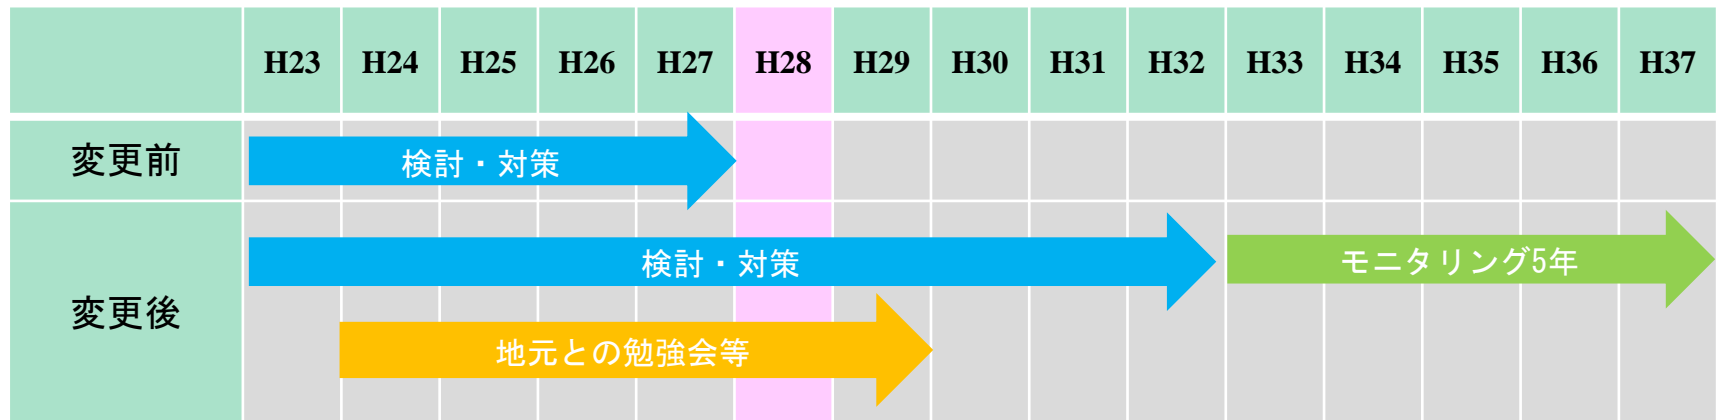 H23 H24 H25 H26 H27 H28 H29 H30 H31 H32 H33 H34 H35 H36 H37
変更前
検討・対策
変更後
検討・対策
モニタリング5年
地元との勉強会等